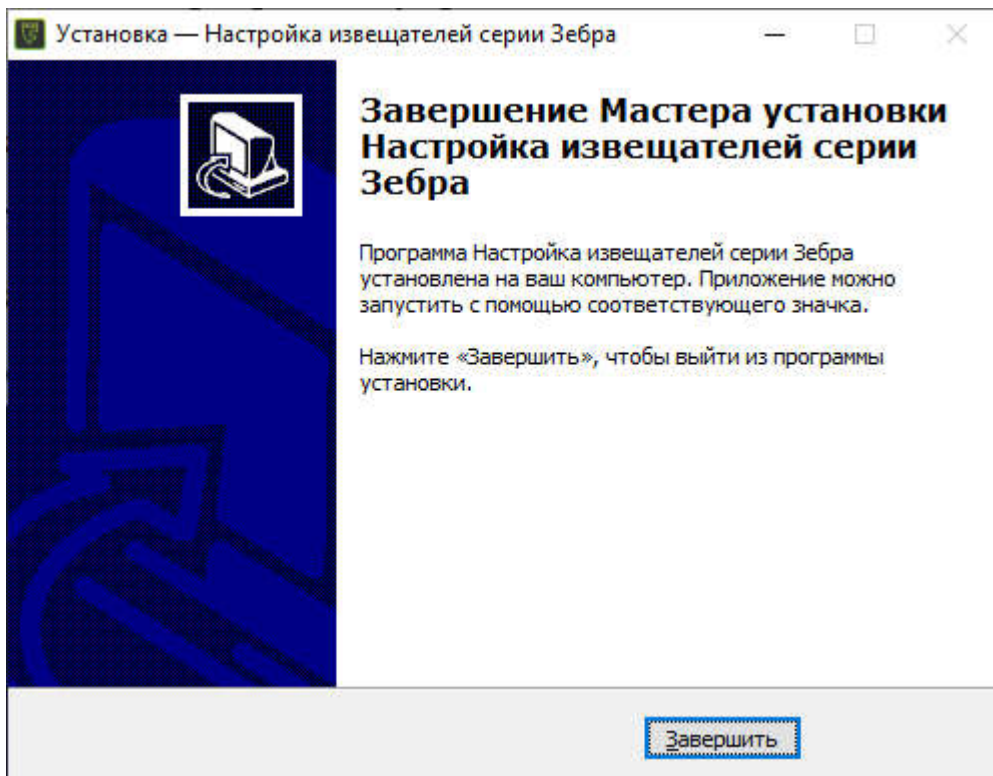 Установка — Настройка извещателей серии Зебра
Завершение Мастера установки
Настройка извещателей серии
Зебра
Программа Настройка извещателей серии Зебра
установлена на ваш компьютер. Приложение можно
запустить с помощью соответствующего значка.
Нажмите «Завершить», чтобы выйти из программы
установки.
Завершить